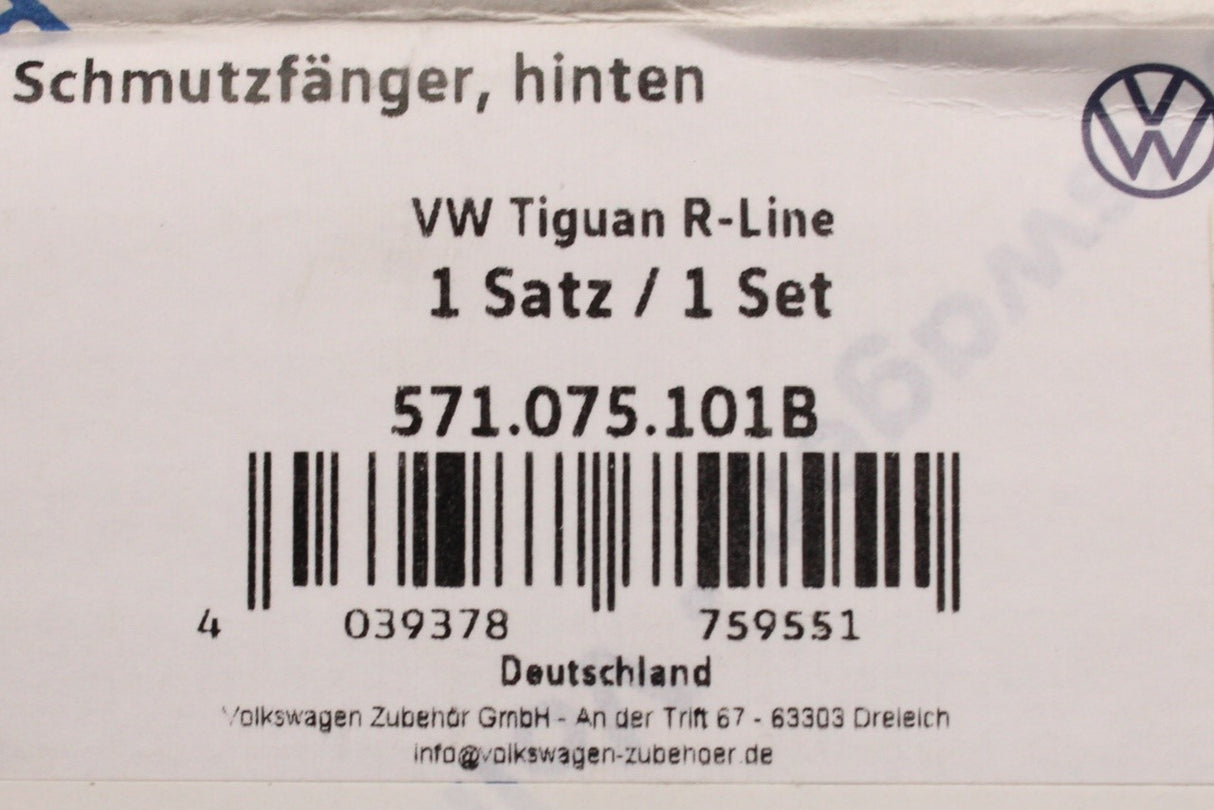 Schmutzfänger, hinten
VW Tiguan R-Line
1 Satz / 1 Set
571.075.101B
4 039378 759551
Deutschland
Volkswagen Zubehör GmbH - An der Trift 67 - 63303 Dreieich
info@volkswagen-zubehoer.de